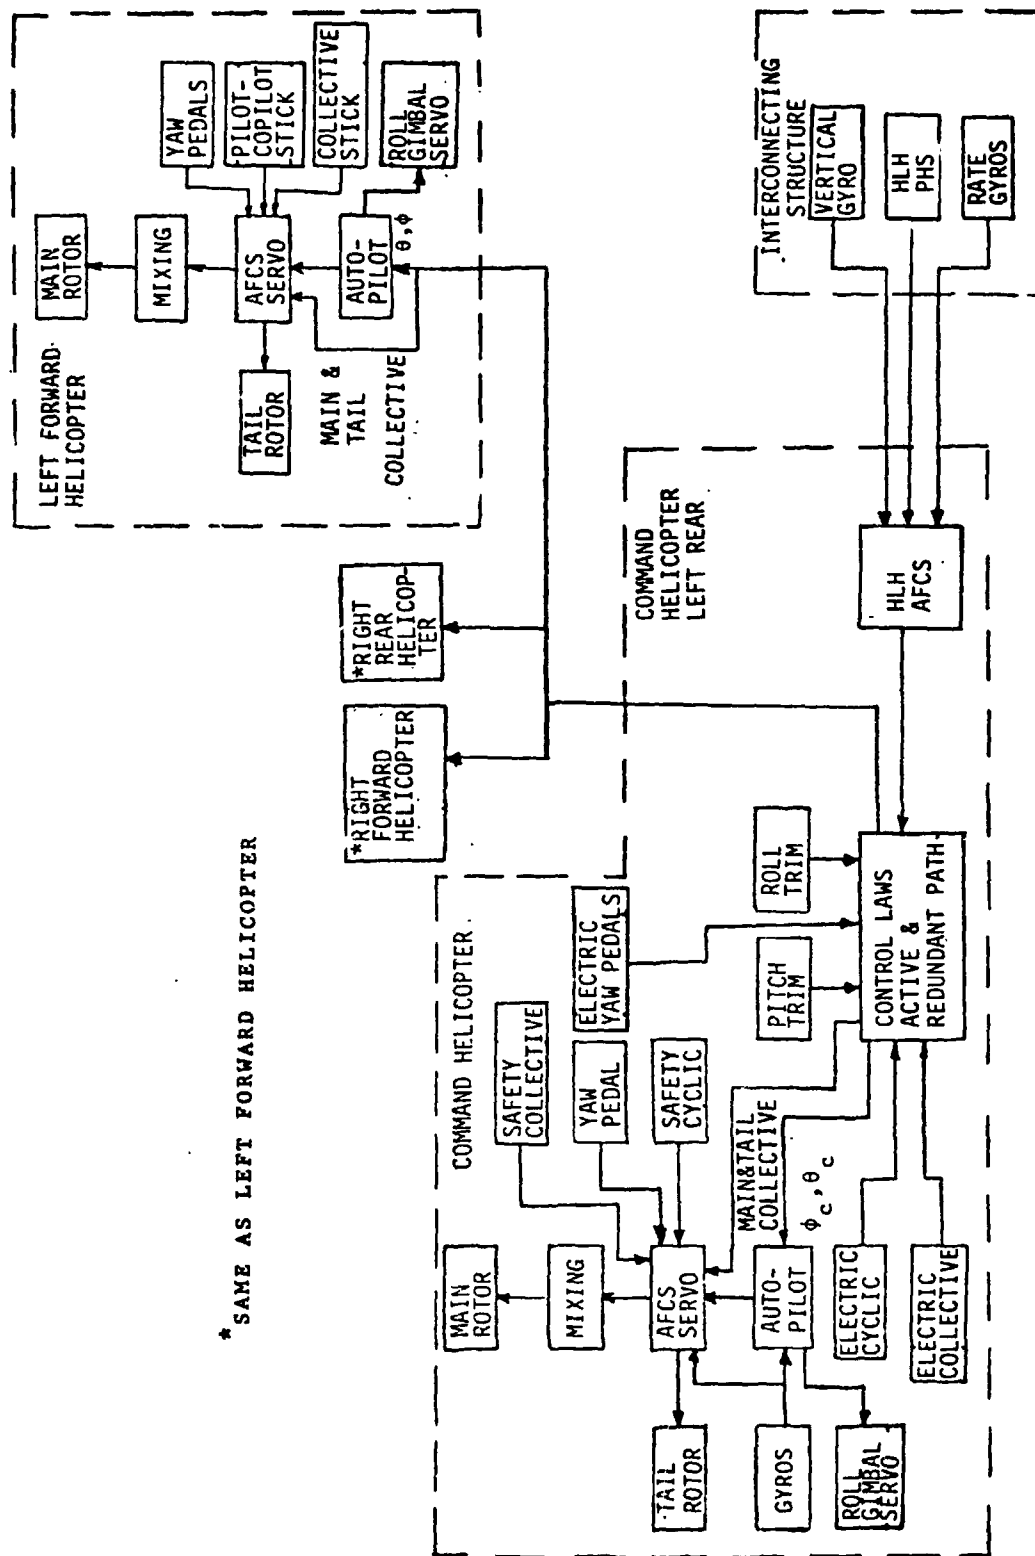 * SAME AS LEFT FORWARD HELICOPTER
COMMAND HELICOPTER
MAIN
ROTOR
MIXING
AFCS
SERVO
AUTO-
PILOT
TAIL
ROTOR
GYROS
ROLL
GIMBAL
SERVO
SAFETY
COLLECTIVE
YAW
PEDAL
SAFETY
CYCLIC
MAIN&TAIL
COLLECTIVE
ϕc,θc
ELECTRIC
CYCLIC
ELECTRIC
COLLECTIVE
ELECTRIC
YAW PEDALS
PITCH
TRIM
ROLL
TRIM
CONTROL LAWS
ACTIVE &
REDUNDANT PATH-
*RIGHT
FORWARD
HELICOPTER
*RIGHT
REAR
HELICOP-
TER
COMMAND
HELICOPTER
LEFT REAR
HLH
AFCS
LEFT FORWARD
HELICOPTER
MAIN
ROTOR
MIXING
AFCS
SERVO
AUTO-
PILOT
θ,ϕ
TAIL
ROTOR
MAIN &
TAIL
COLLECTIVE
YAW
PEDALS
PILOT-
COPILOT
STICK
COLLECTIVE
STICK
ROLL
GIMBAL
SERVO
INTERCONNECTING
STRUCTURE
VERTICAL
GYRO
HLH
PHS
RATE
GYROS